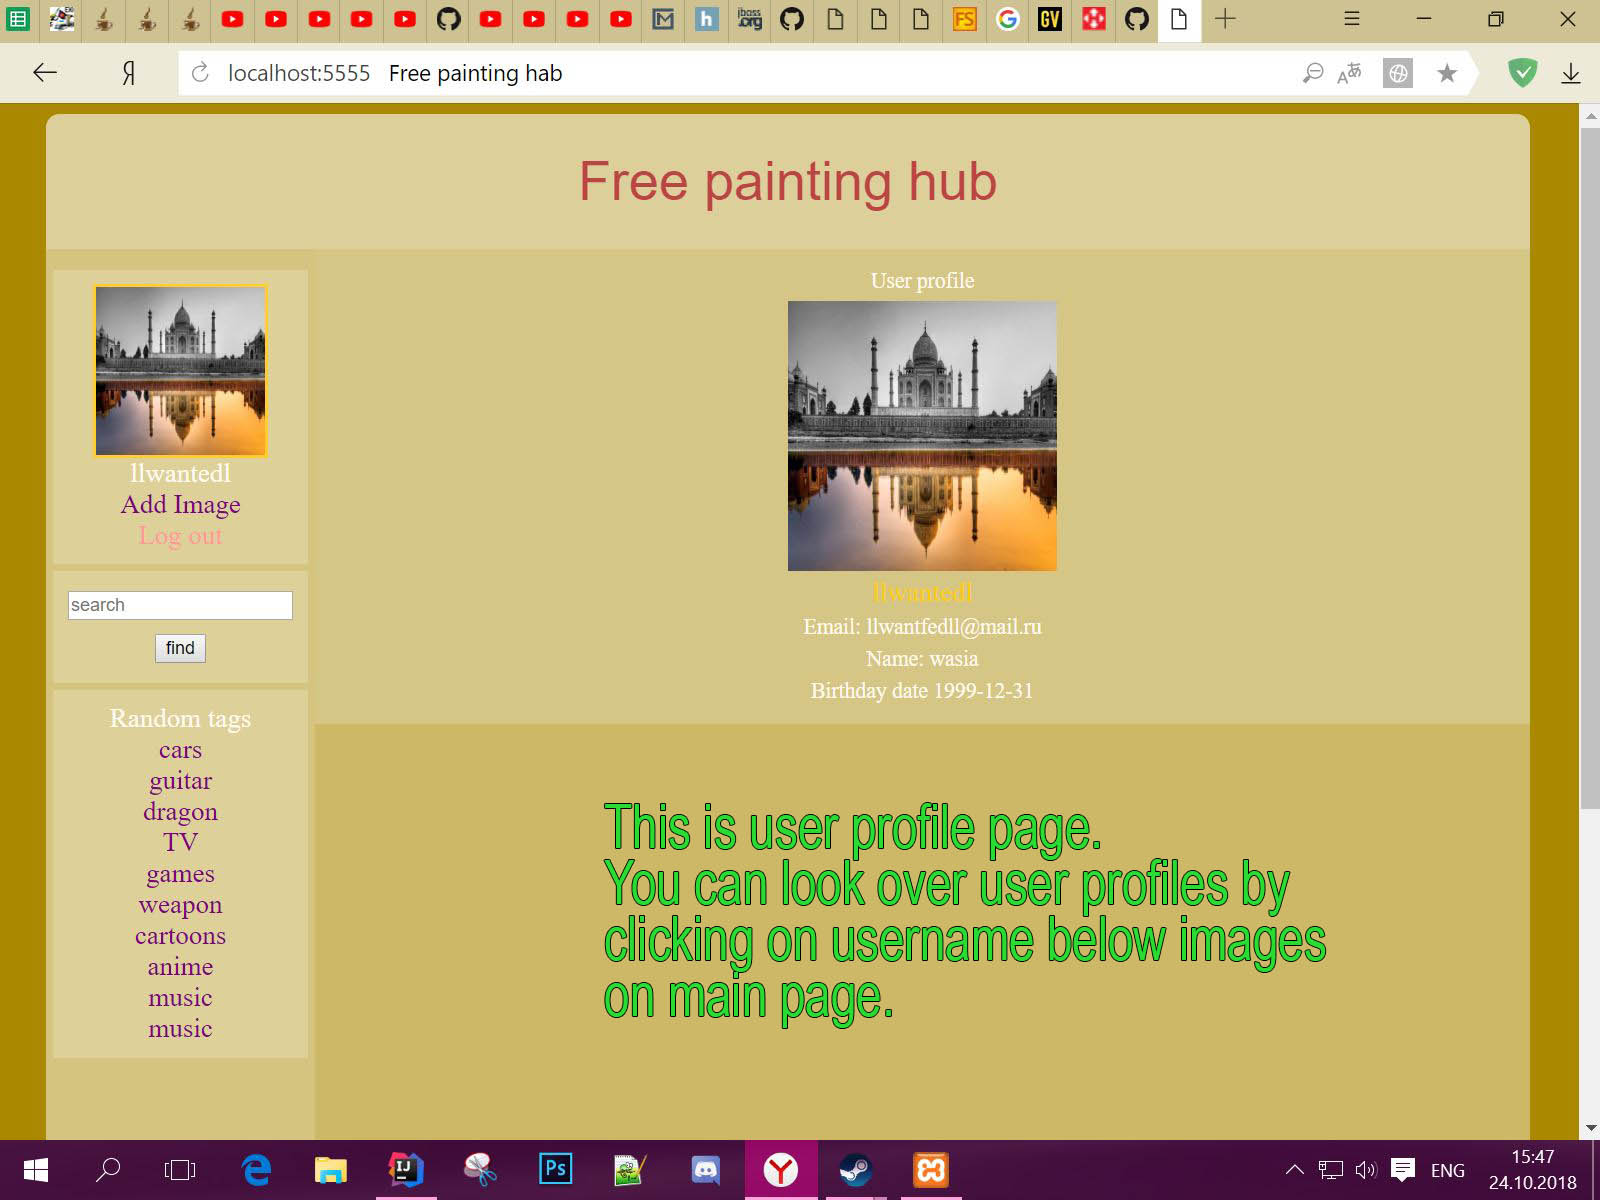 localhost:5555 Free painting hab
Free painting hub
llwantedl
Add Image
Log out
search
find
Random tags
cars
guitar
dragon
TV
games
weapon
cartoons
anime
music
music
User profile
llwantedl
Email: llwantfedll@mail.ru
Name: wasia
Birthday date 1999-12-31
This is user profile page.
You can look over user profiles by
clicking on username below images
on main page.
ENG
15:47
24.10.2018